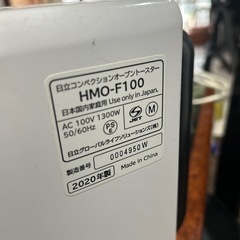 日立コンベクションオーブントースター
HMO-F100
日本国内家庭用 Use only in Japan.
AC 100V 1300W
50/60Hz
PS
E
JET
M
日立グローバルライフソリューションズ(株)
製造番号 0004950W
2020年製 Made in China